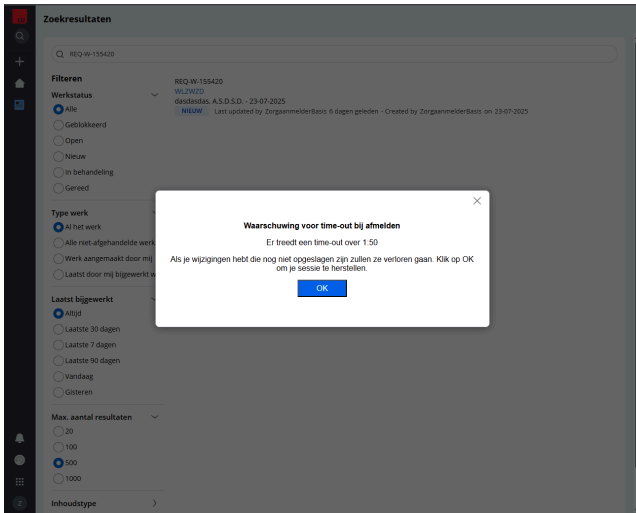 Zoekresultaten
REQ-W-155420
Filteren
Werkstatus
Alle
Geblokkeerd
Open
Nieuw
In behandeling
Gereed
Type werk
Al het werk
Alle niet-afgehandelde werk
Werk aangemaakt door mij
Laatst door mij bijgewerkt w
Laatst bijgewerkt
Altijd
Laatste 30 dagen
Laatste 7 dagen
Laatste 90 dagen
Vandaag
Gisteren
Max. aantal resultaten
20
100
500
1000
Inhoudstype
REQ-W-155420
WLZWZD
dasdasdas, A.S.D.S.D. - 23-07-2025
NIEUW Last updated by ZorgaanmelderBasis 6 dagen geleden - Created by ZorgaanmelderBasis on 23-07-2025
Waarschuwing voor time-out bij afmelden
Er treedt een time-out over 1:50
Als je wijzigingen hebt die nog niet opgeslagen zijn zullen ze verloren gaan. Klik op OK
om je sessie te herstellen.
OK
Z